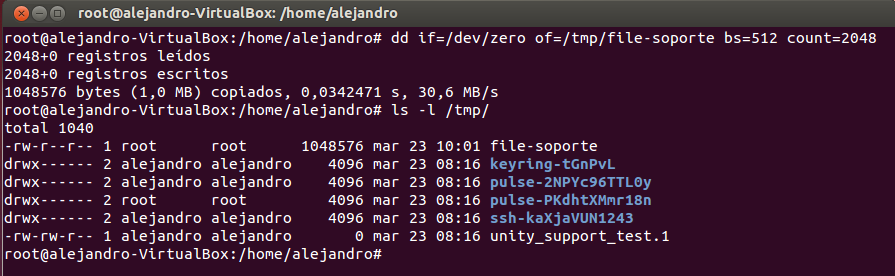 root@alejandro-VirtualBox: /home/alejandro
root@alejandro-VirtualBox:/home/alejandro# dd if=/dev/zero of=/tmp/file-soporte bs=512 count=2048
2048+0 registros leídos
2048+0 registros escritos
1048576 bytes (1,0 MB) copiados, 0,0342471 s, 30,6 MB/s
root@alejandro-VirtualBox:/home/alejandro# ls -l /tmp/
total 1040
-rw-r--r-- 1 root      root      1048576 mar 23 10:01 file-soporte
drwx------ 2 alejandro alejandro    4096 mar 23 08:16 keyring-tGnPvL
drwx------ 2 alejandro alejandro    4096 mar 23 08:16 pulse-2NPYc96TTL0y
drwx------ 2 root      root         4096 mar 23 08:16 pulse-PKdhtXMmr18n
drwx------ 2 alejandro alejandro    4096 mar 23 08:16 ssh-kaXjaVUN1243
-rw-rw-r-- 1 alejandro alejandro       0 mar 23 08:16 unity_support_test.1
root@alejandro-VirtualBox:/home/alejandro#